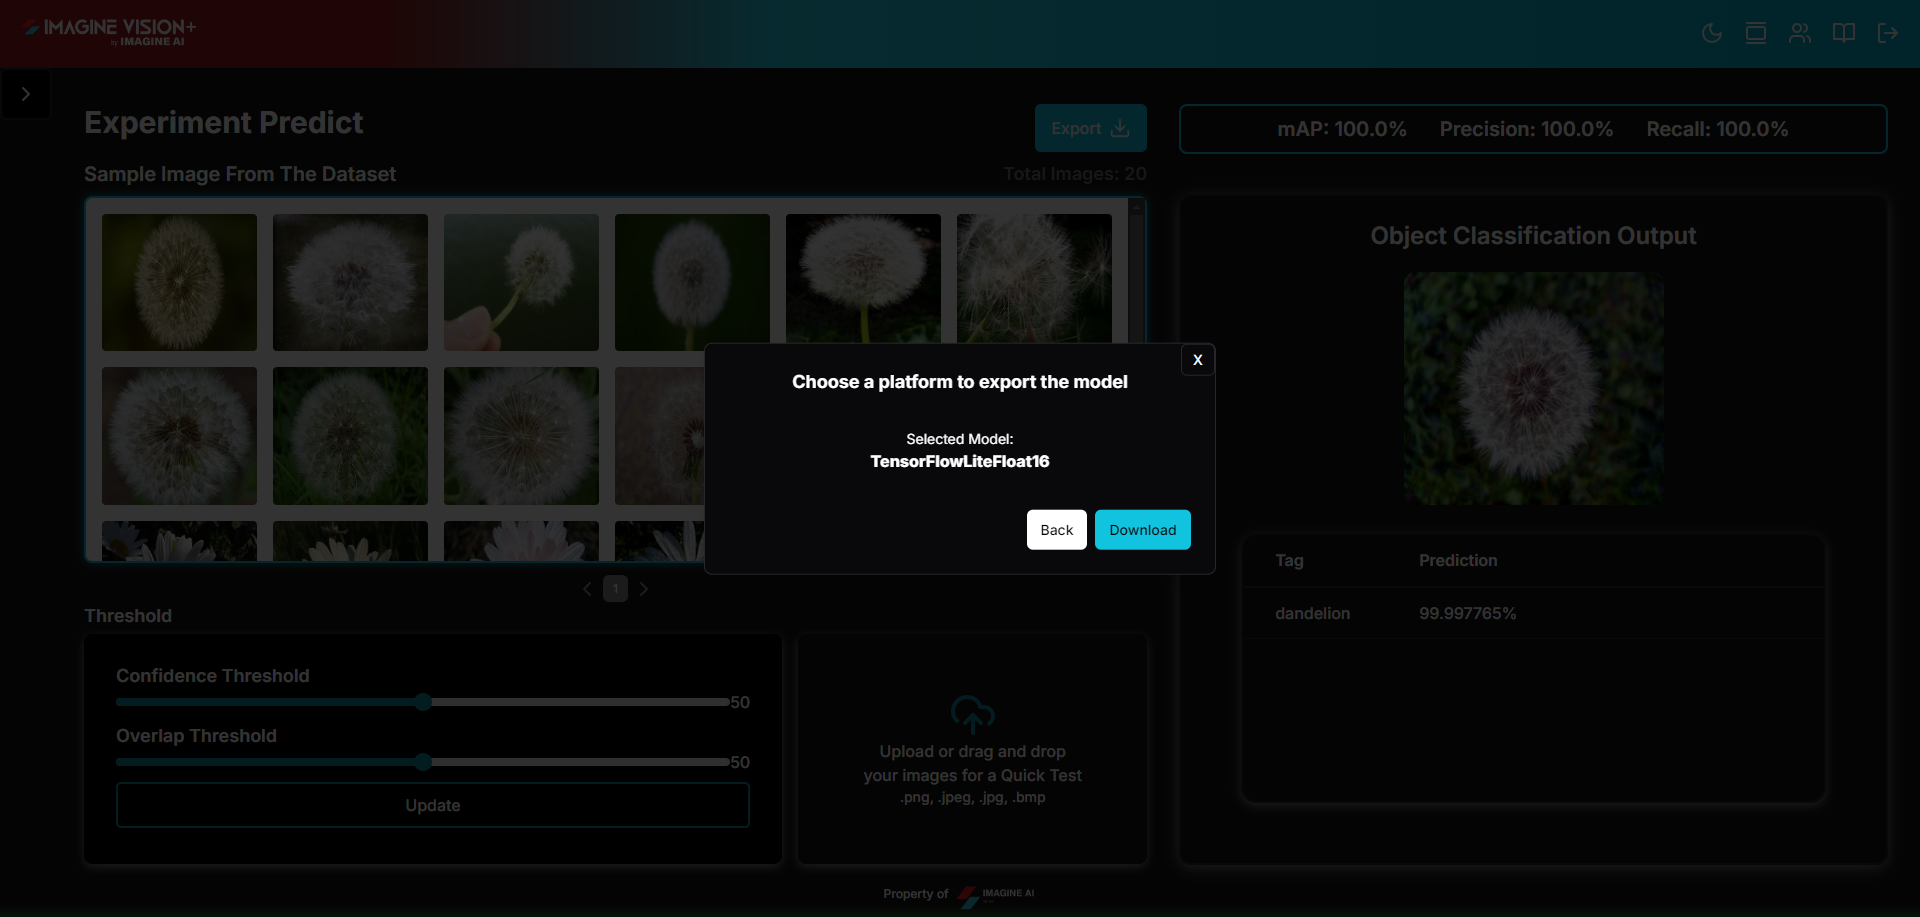 IMAGINE VISION+
by IMAGINE AI
Experiment Predict
Export
mAP: 100.0% Precision: 100.0% Recall: 100.0%
Sample Image From The Dataset
Total Images: 20
Object Classification Output
X
Choose a platform to export the model
Selected Model:
TensorFlowLiteFloat16
Back
Download
Tag Prediction
dandelion 99.997765%
1
Threshold
Confidence Threshold
50
Overlap Threshold
50
Update
Upload or drag and drop
your images for a Quick Test
.png, .jpeg, .jpg, .bmp
Property of IMAGINE AI